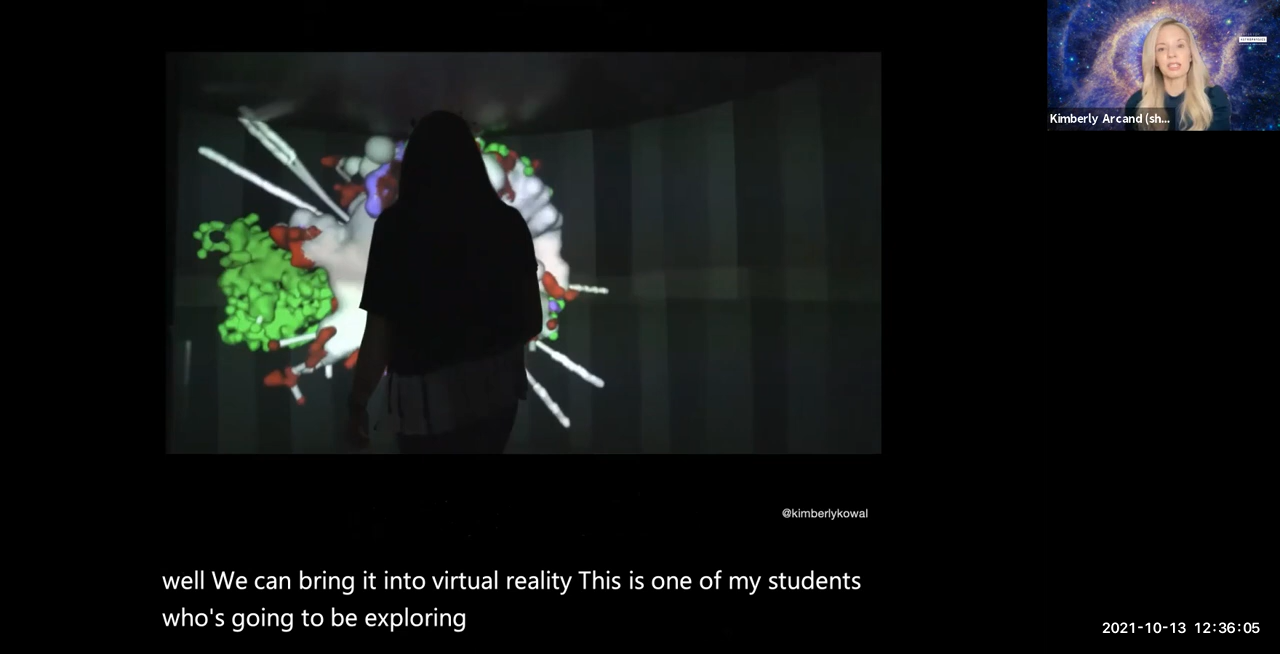 Kimberly Arcand (sh...
@kimberlykowal
well We can bring it into virtual reality This is one of my students
who's going to be exploring
2021-10-13 12:36:05